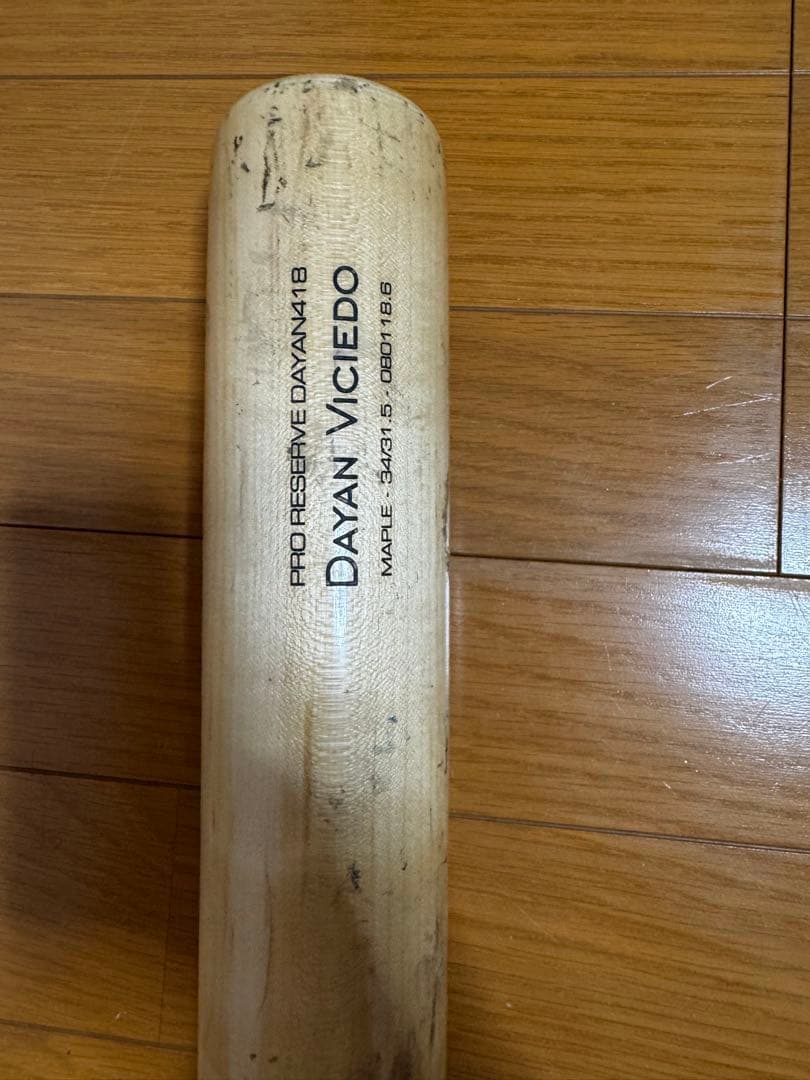 PRO RESERVE DAYAN418
DAYAN VICIEDO
MAPLE - 34/31.5 - 080118.6